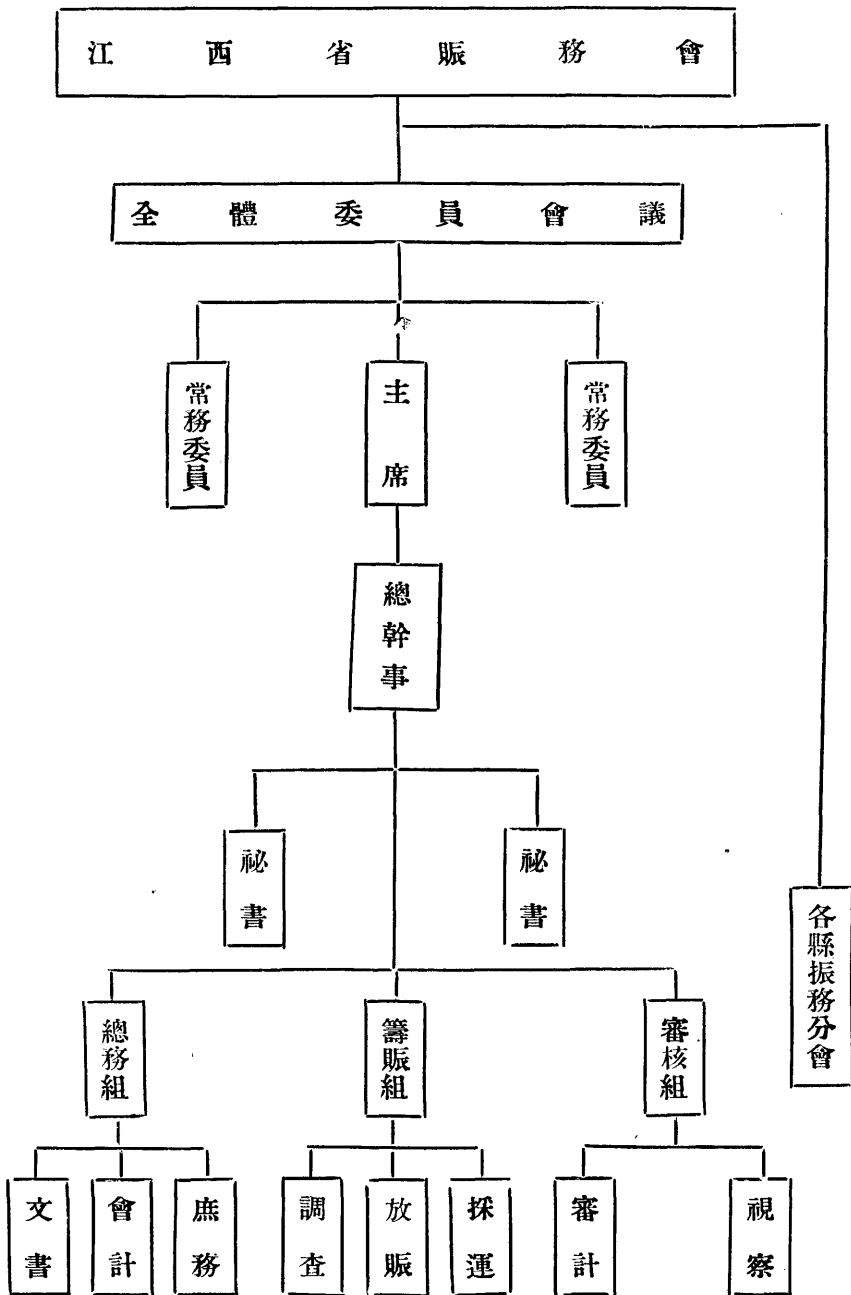 江西省賑務會
全體委員會議
常務委員
主席
常務委員
總幹事
祕書
祕書
各縣振務分會
總務組
籌賑組
審核組
文書
會計
庶務
調查
放賑
採運
審計
視察